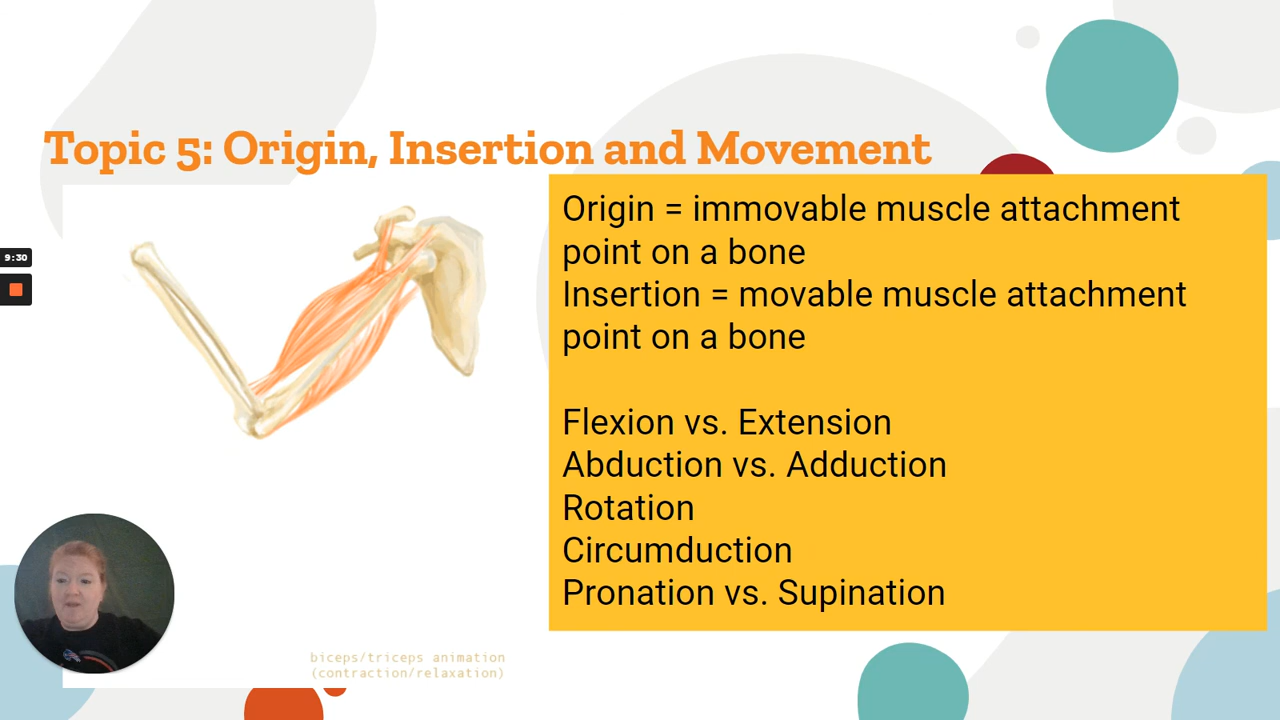 Topic 5: Origin, Insertion and Movement
Origin = immovable muscle attachment
point on a bone
Insertion = movable muscle attachment
point on a bone
Flexion vs. Extension
Abduction vs. Adduction
Rotation
Circumduction
Pronation vs. Supination
9:30
biceps/triceps animation
(contraction/relaxation)